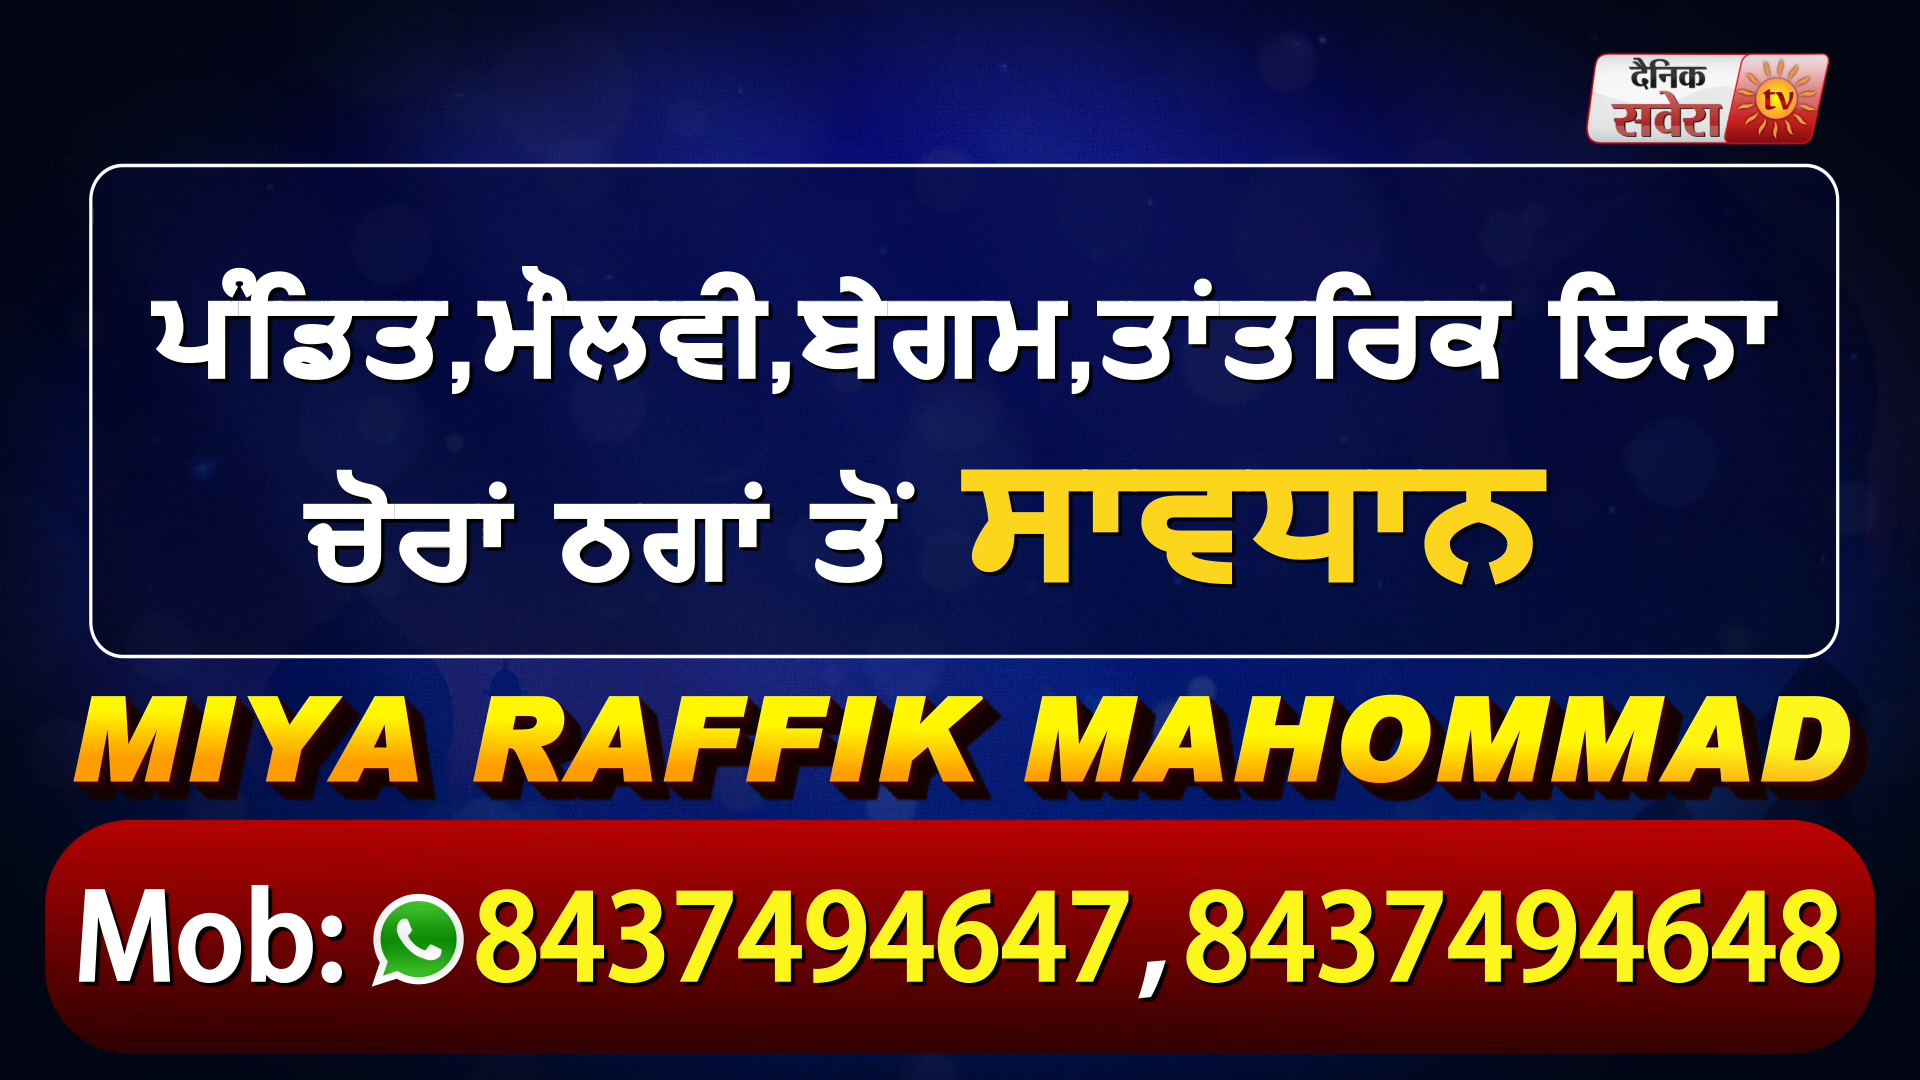 दैनिक
सवेरा tv
ਪੰਡਿਤ,ਮੌਲਵੀ,ਬੇਗਮ,ਤਾਂਤਰਿਕ ਇਨਾ
ਚੋਰਾਂ ਠਗਾਂ ਤੋਂ ਸਾਵਧਾਨ
MIYA RAFFIK MAHOMMAD
Mob: 8437494647, 8437494648